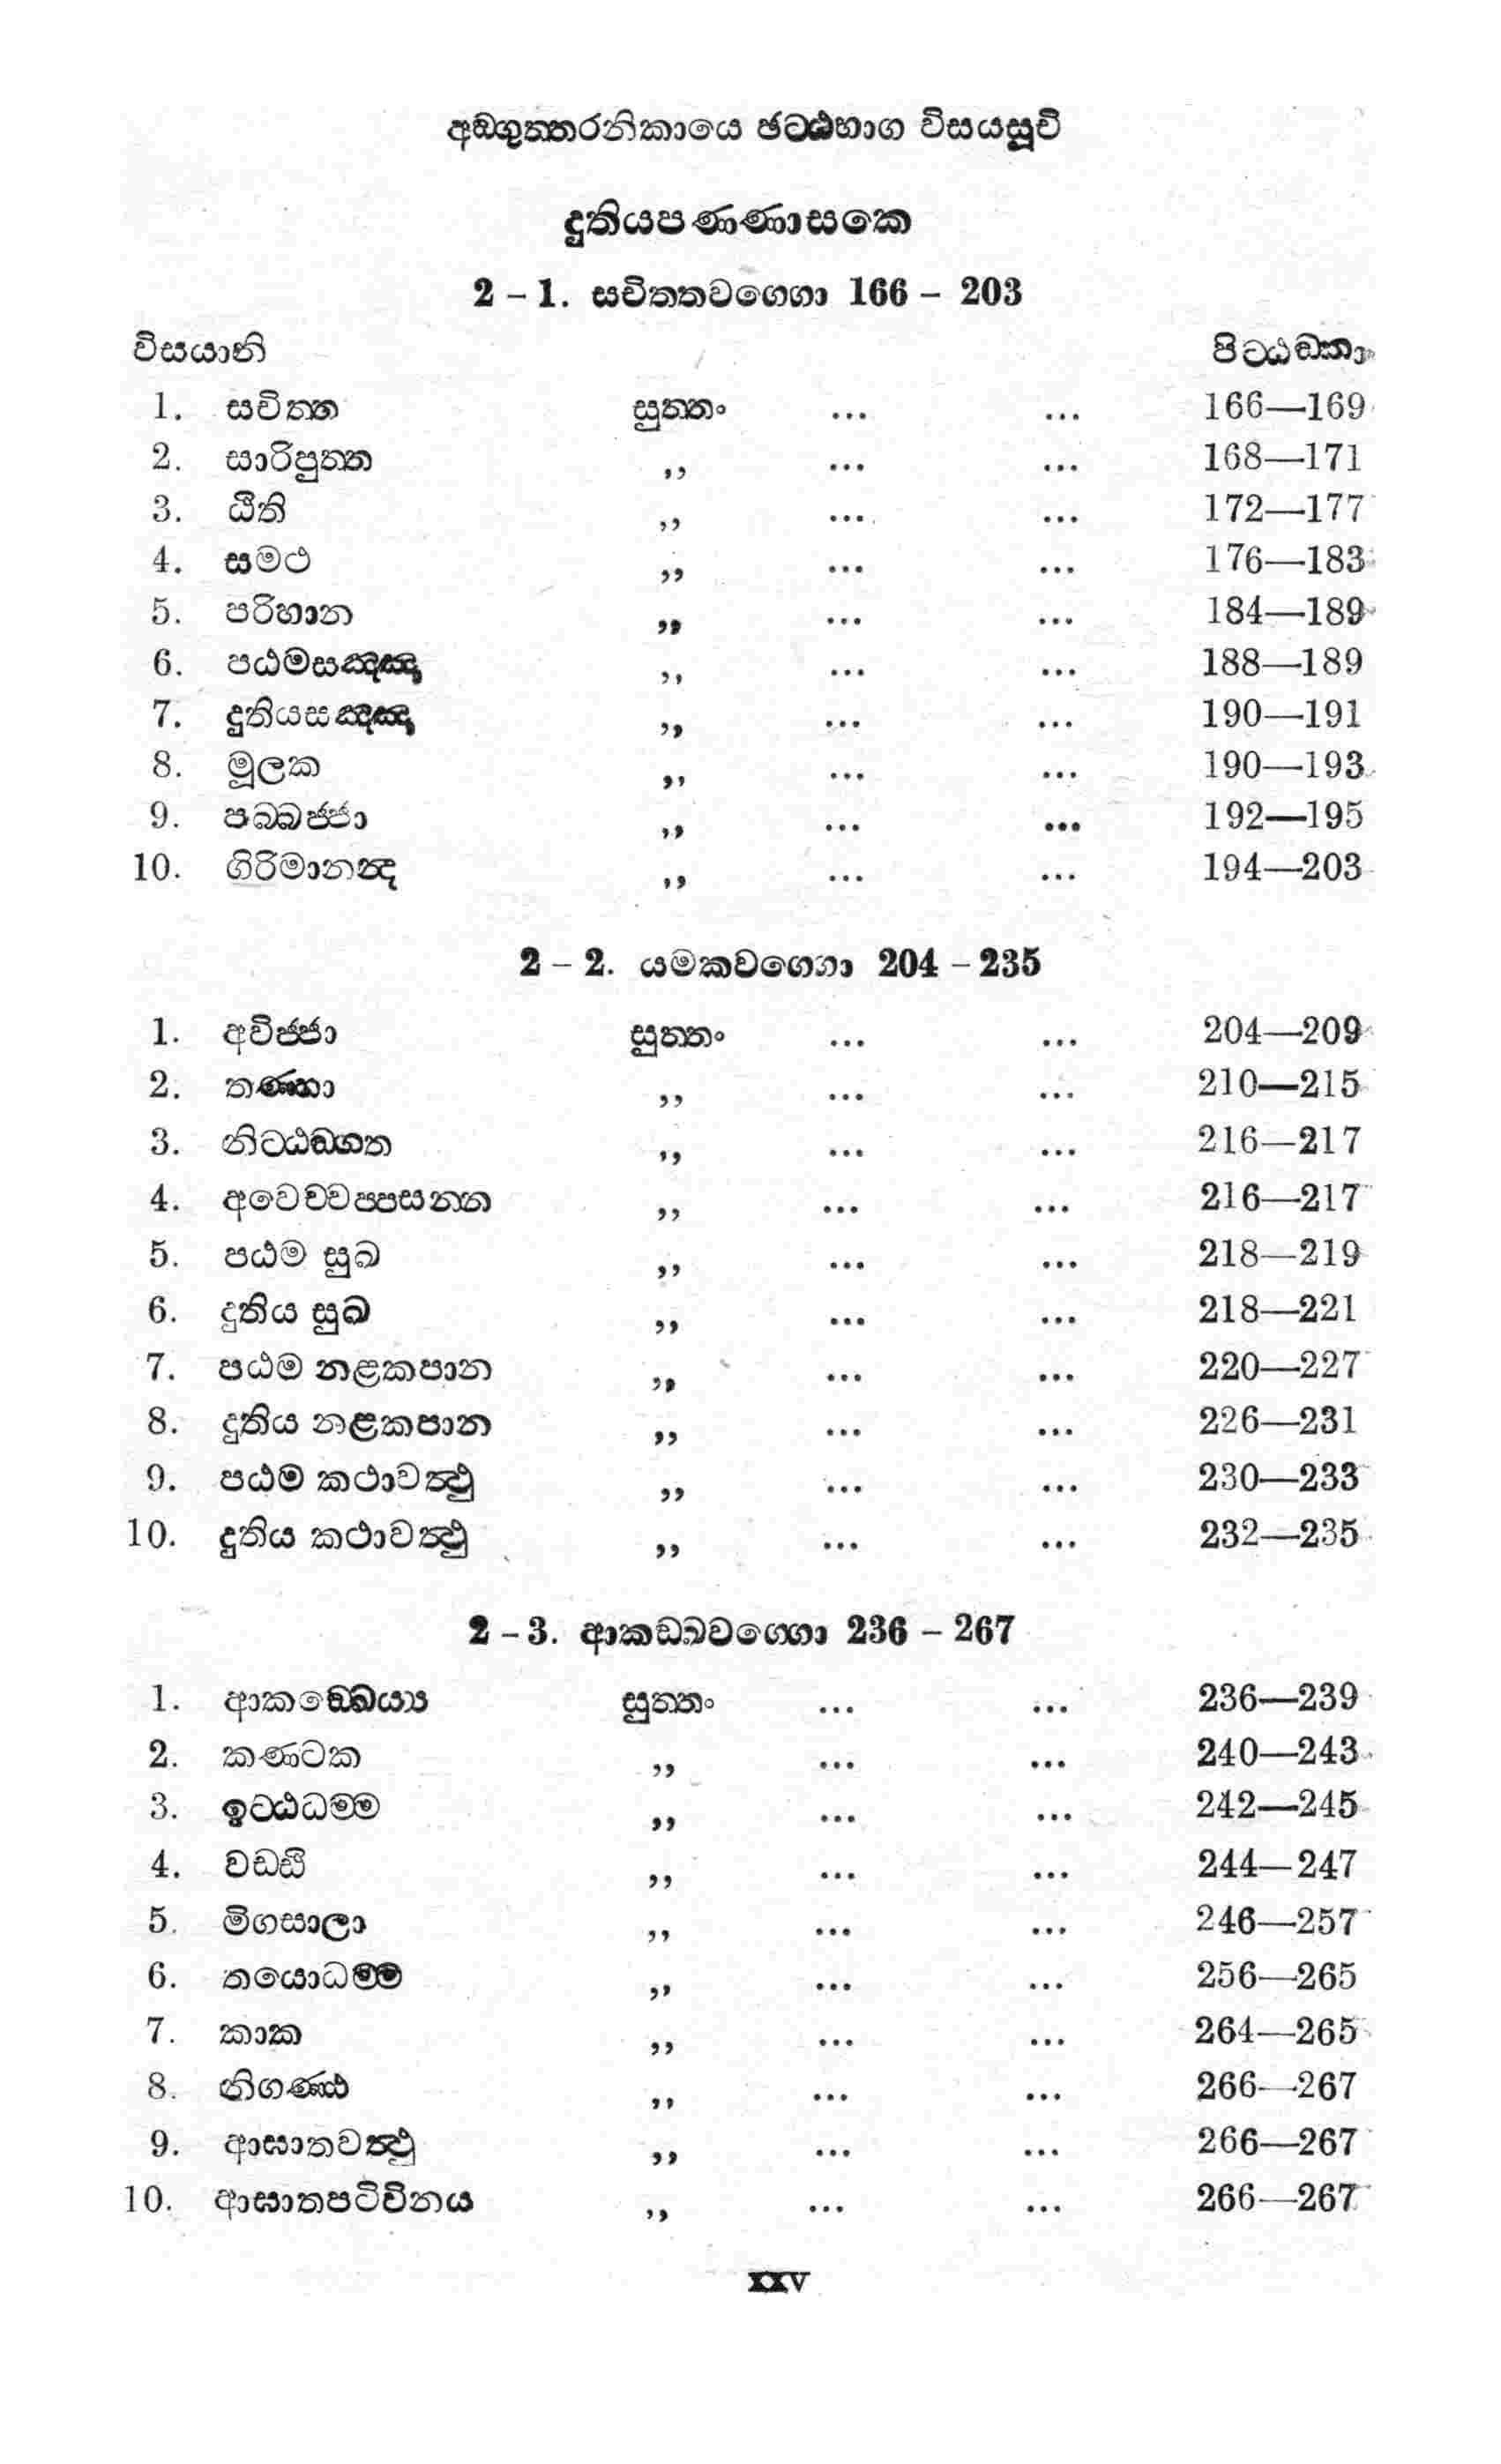 අඞ්ගුත්තරනිකායෙ ඡට්ඨභාග විසයසූචි
දුතියපණ්ණාසකෙ
2 – 1. සචිත්තවග්ගො 166 – 203
විසයානි පිට්ඨඞ්කා
1. සචිත්ත සුත්තං ... ... 166—169
2. සාරිපුත්ත ,, ... ... 168—171
3. ඨිති ,, ... ... 172—177
4. සමථ ,, ... ... 176—183
5. පරිහාන ,, ... ... 184—189
6. පඨමසඤ්ඤා ,, ... ... 188—189
7. දුතියසඤ්ඤා ,, ... ... 190—191
8. මූලක ,, ... ... 190—193
9. පබ්බජ්ජා ,, ... ... 192—195
10. ගිරිමානන්ද ,, ... ... 194—203
2 – 2. යමකවග්ගො 204 – 235
1. අවිජ්ජා සුත්තං ... ... 204—209
2. තණ්හා ,, ... ... 210—215
3. නිට්ඨඞ්ගත ,, ... ... 216—217
4. අවෙච්චප්පසන්න ,, ... ... 216—217
5. පඨම සුඛ ,, ... ... 218—219
6. දුතිය සුඛ ,, ... ... 218—221
7. පඨම නළකපාන ,, ... ... 220—227
8. දුතිය නළකපාන ,, ... ... 226—231
9. පඨම කථාවත්ථු ,, ... ... 230—233
10. දුතිය කථාවත්ථු ,, ... ... 232—235
2 – 3. ආකඞ්ඛවග්ගො 236 – 267
1. ආකඞ්ඛෙය්‍ය සුත්තං ... ... 236—239
2. කණ්ටක ,, ... ... 240—243
3. ඉට්ඨධම්ම ,, ... ... 242—245
4. වඩ්ඪි ,, ... ... 244—247
5. මිගසාලා ,, ... ... 246—257
6. තයොධම්ම ,, ... ... 256—265
7. කාක ,, ... ... 264—265
8. නිගණ්ඨ ,, ... ... 266—267
9. ආඝාතවත්ථු ,, ... ... 266—267
10. ආඝාතපටිවිනය ,, ... ... 266—267
xxv